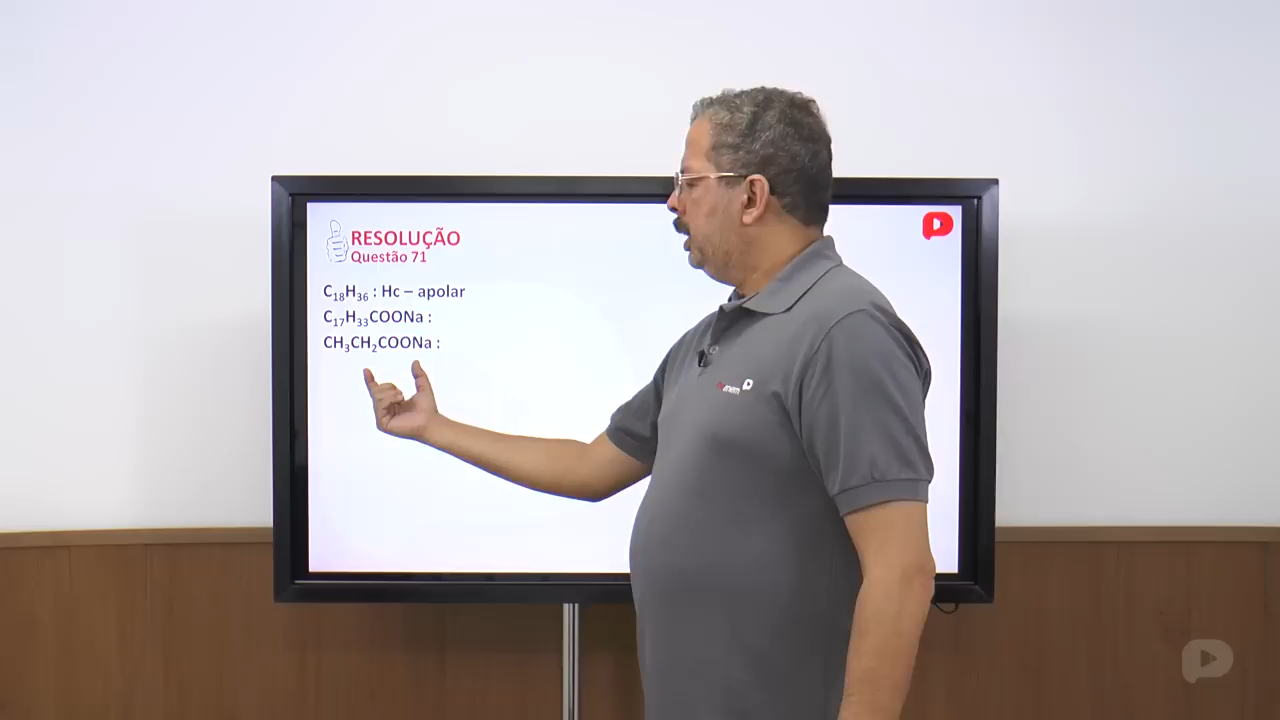 RESOLUÇÃO
Questão 71
C₁₈H₃₆ : Hc – apolar
C₁₇H₃₃COONa :
CH₃CH₂COONa :